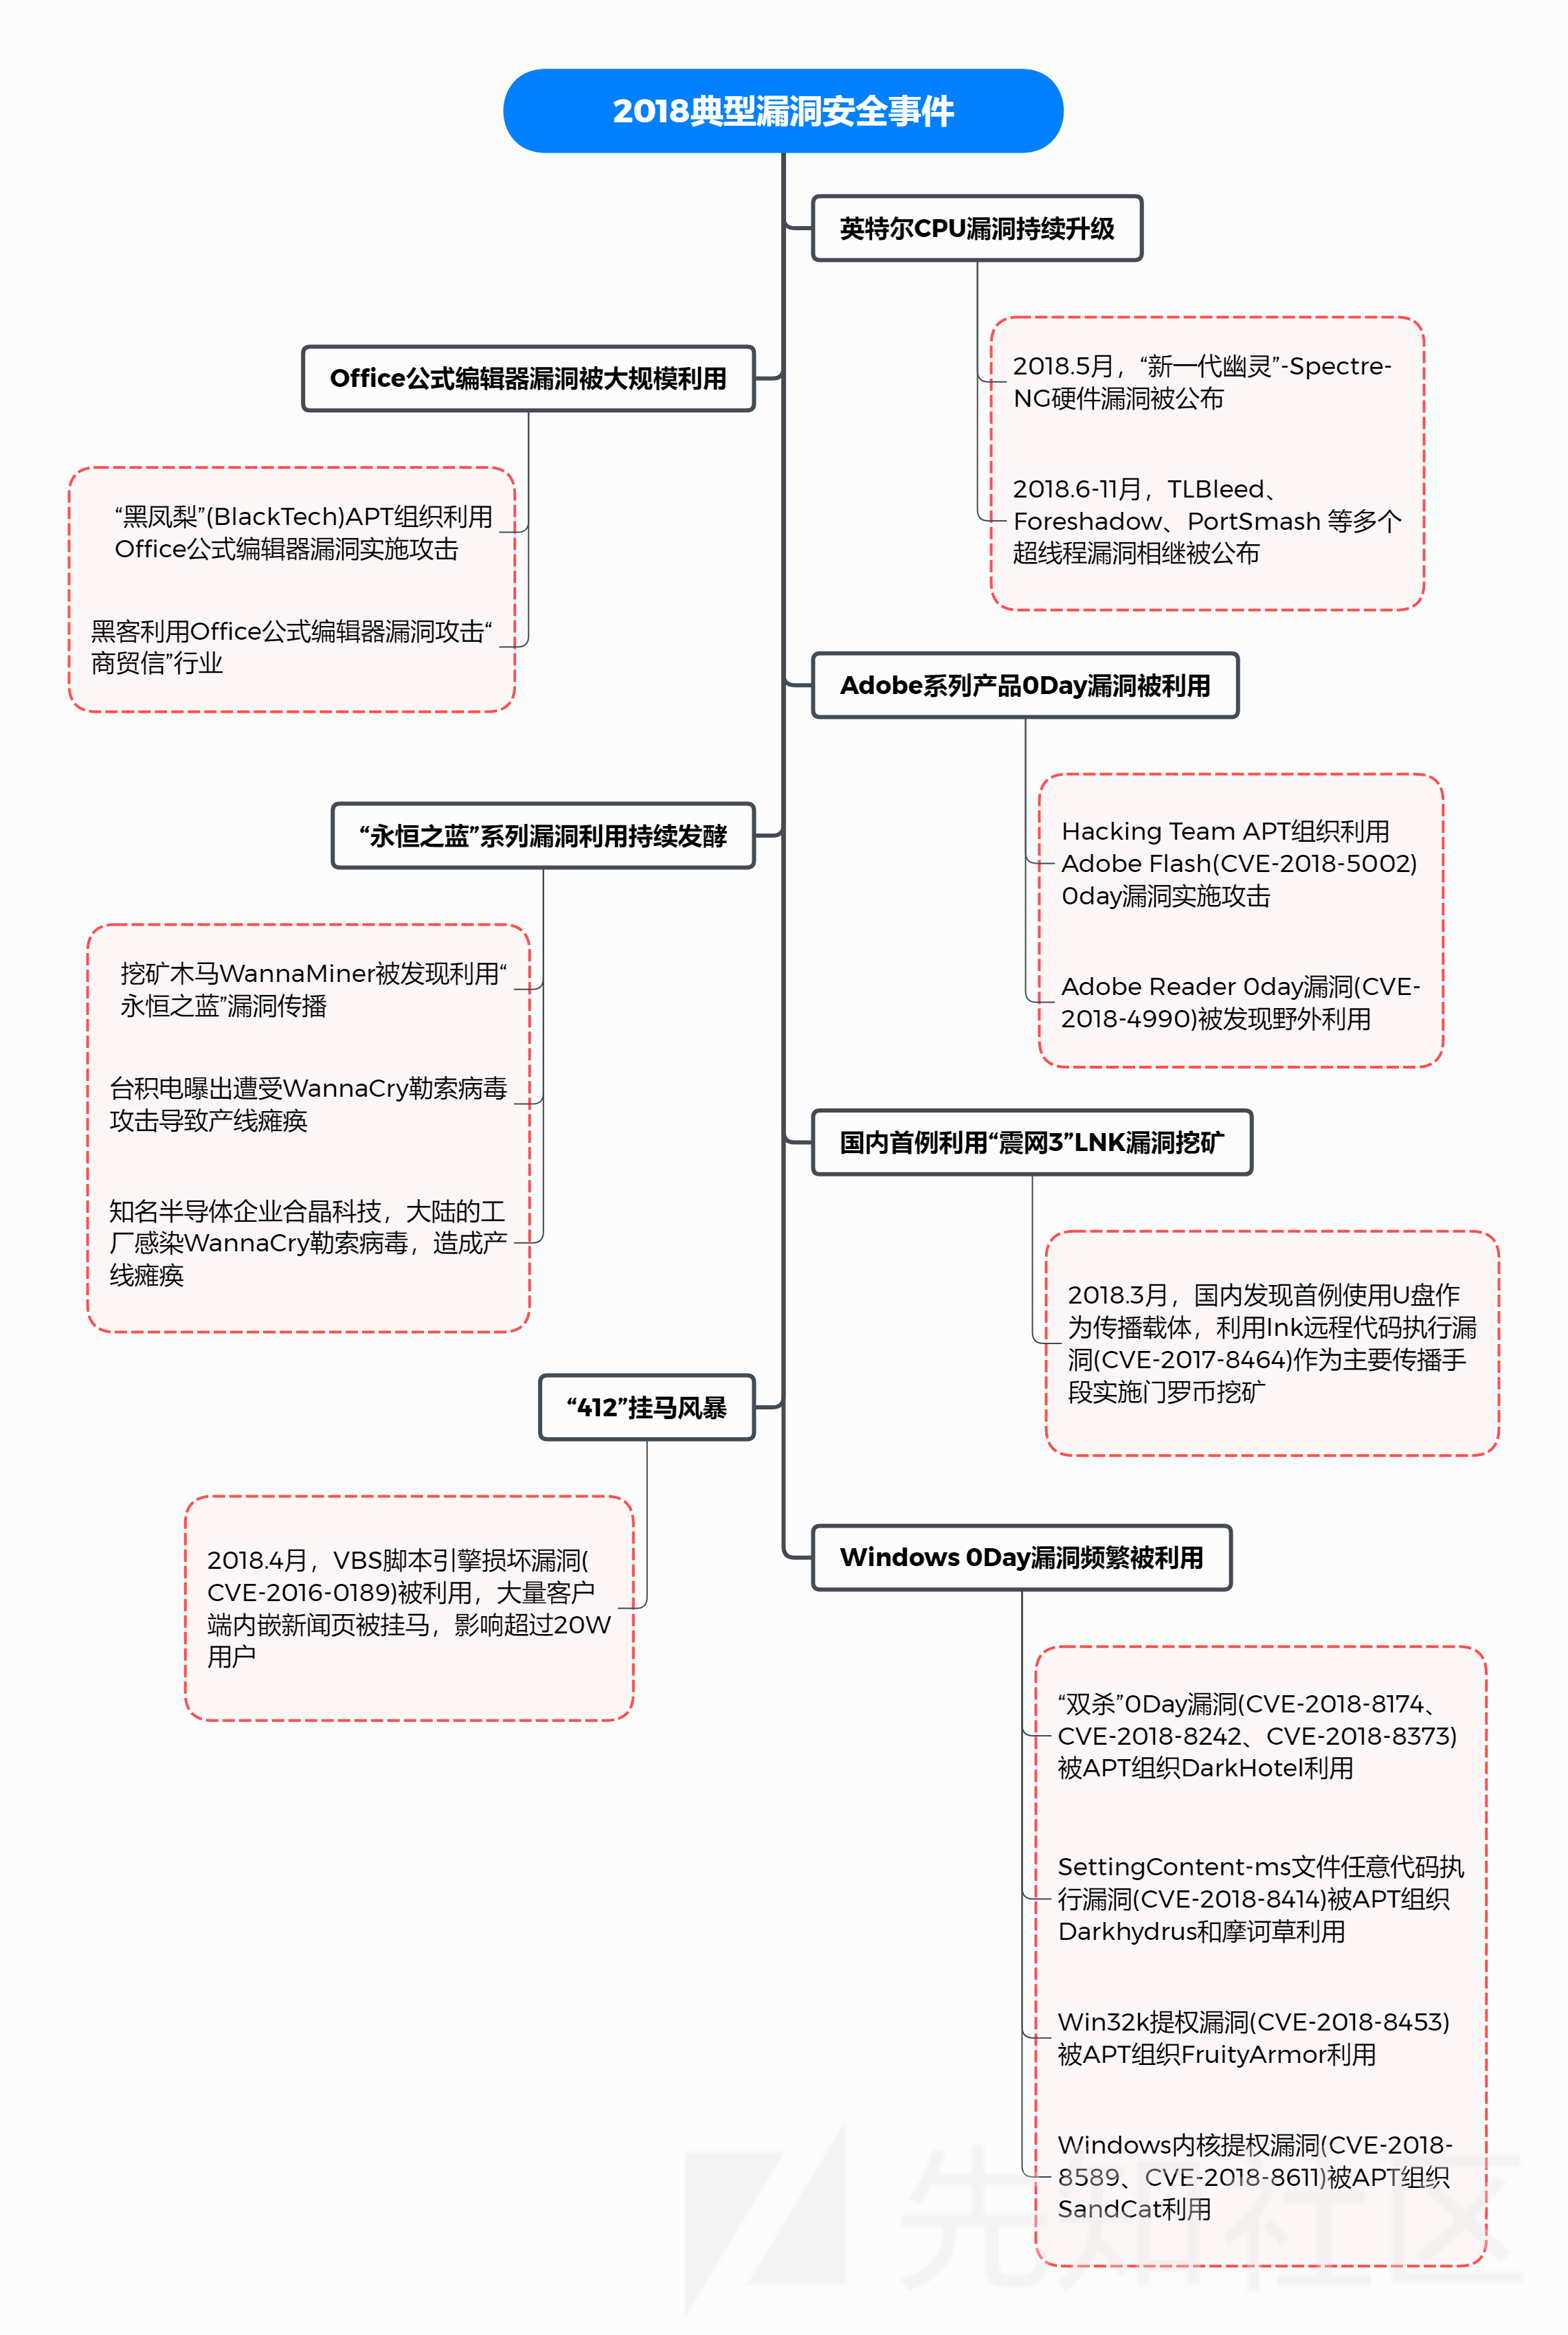 2018典型漏洞安全事件
英特尔CPU漏洞持续升级
2018.5月，“新一代幽灵”-Spectre-
NG硬件漏洞被公布
2018.6-11月，TLBleed、
Foreshadow、PortSmash 等多个
超线程漏洞相继被公布
Office公式编辑器漏洞被大规模利用
“黑凤梨”(BlackTech)APT组织利用
Office公式编辑器漏洞实施攻击
黑客利用Office公式编辑器漏洞攻击“
商贸信”行业
Adobe系列产品0Day漏洞被利用
Hacking Team APT组织利用
Adobe Flash(CVE-2018-5002)
0day漏洞实施攻击
Adobe Reader 0day漏洞(CVE-
2018-4990)被发现野外利用
“永恒之蓝”系列漏洞利用持续发酵
挖矿木马WannaMiner被发现利用“
永恒之蓝”漏洞传播
台积电曝出遭受WannaCry勒索病毒
攻击导致产线瘫痪
知名半导体企业合晶科技，大陆的工
厂感染WannaCry勒索病毒，造成产
线瘫痪
国内首例利用“震网3”LNK漏洞挖矿
2018.3月，国内发现首例使用U盘作
为传播载体，利用lnk远程代码执行漏
洞(CVE-2017-8464)作为主要传播手
段实施门罗币挖矿
“412”挂马风暴
2018.4月，VBS脚本引擎损坏漏洞(
CVE-2016-0189)被利用，大量客户
端内嵌新闻页被挂马，影响超过20W
用户
Windows 0Day漏洞频繁被利用
“双杀”0Day漏洞(CVE-2018-8174、
CVE-2018-8242、CVE-2018-8373)
被APT组织DarkHotel利用
SettingContent-ms文件任意代码执
行漏洞(CVE-2018-8414)被APT组织
Darkhydrus和摩诃草利用
Win32k提权漏洞(CVE-2018-8453)
被APT组织FruityArmor利用
Windows内核提权漏洞(CVE-2018-
8589、CVE-2018-8611)被APT组织
SandCat利用
先知社区